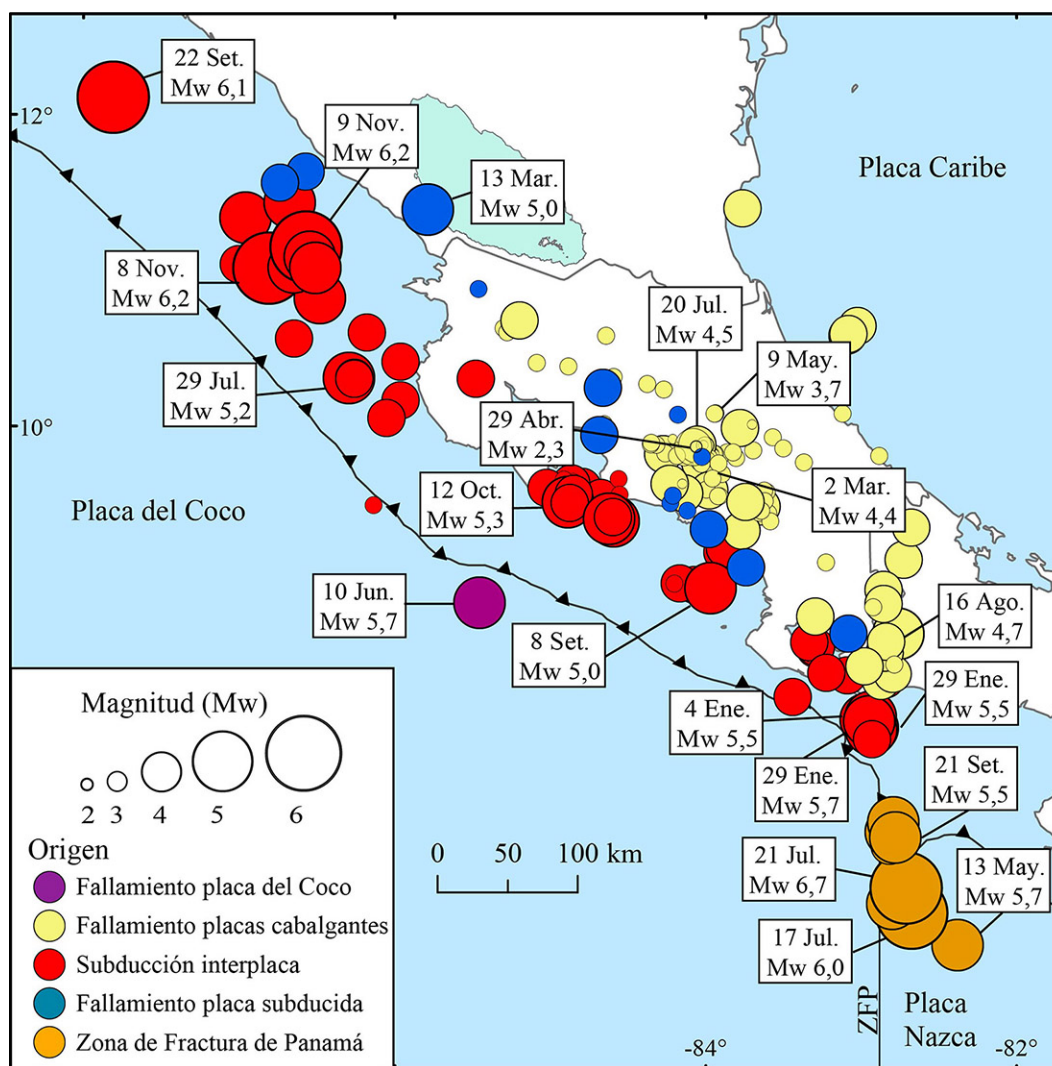 22 Set.
Mw 6,1
12°
9 Nov.
Mw 6,2
Placa Caribe
13 Mar.
Mw 5,0
8 Nov.
Mw 6,2
20 Jul.
Mw 4,5
9 May.
Mw 3,7
29 Jul.
Mw 5,2
10°
29 Abr.
Mw 2,3
Placa del Coco
12 Oct.
Mw 5,3
2 Mar.
Mw 4,4
10 Jun.
Mw 5,7
8 Set.
Mw 5,0
16 Ago.
Mw 4,7
4 Ene.
Mw 5,5
29 Ene.
Mw 5,5
29 Ene.
Mw 5,7
21 Set.
Mw 5,5
21 Jul.
Mw 6,7
13 May.
Mw 5,7
17 Jul.
Mw 6,0
ZFP
Placa
Nazca
0 50 100 km
-84°
-82°
Magnitud (Mw)
2 3 4 5 6
Origen
Fallamiento placa del Coco
Fallamiento placas cabalgantes
Subducción interplaca
Fallamiento placa subducida
Zona de Fractura de Panamá